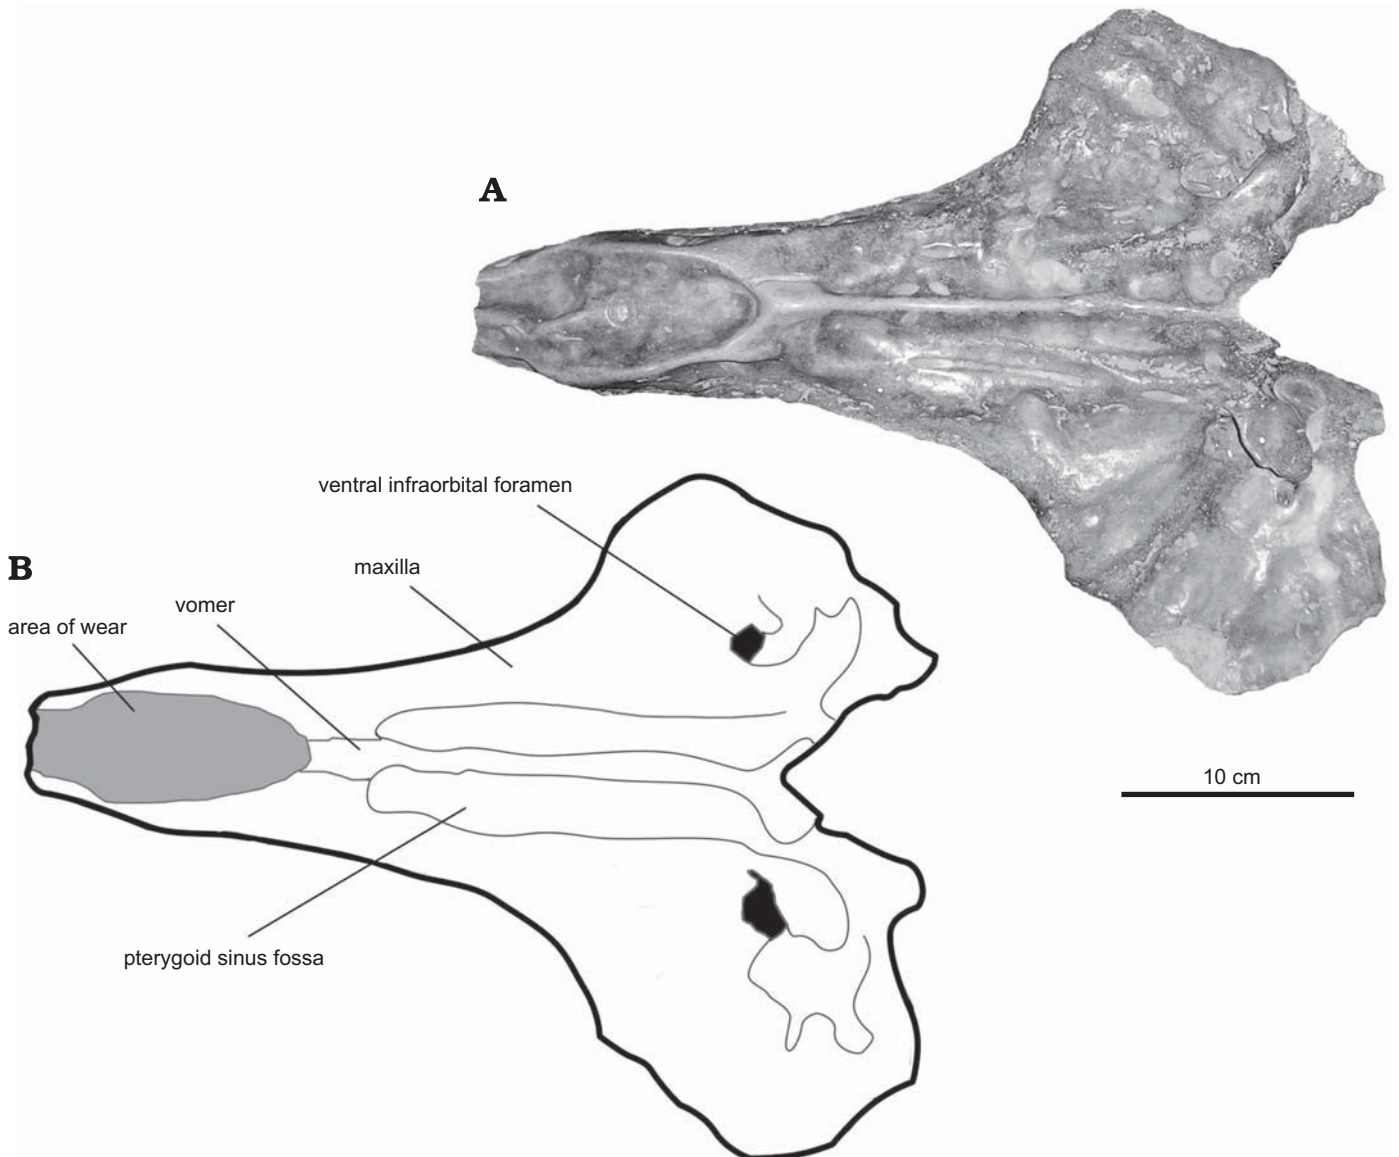 A
ventral infraorbital foramen
B
maxilla
vomer
area of wear
10 cm
pterygoid sinus fossa